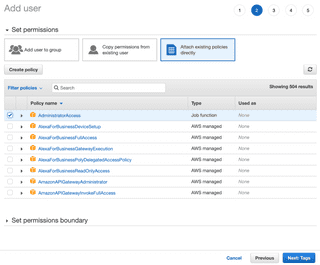 Add user
1 2 3 4 5
Set permissions
Add user to group
Copy permissions from
existing user
Attach existing policies
directly
Create policy
Filter policies Search Showing 504 results
Policy name Type Used as
AdministratorAccess Job function None
AlexaForBusinessDeviceSetup AWS managed None
AlexaForBusinessFullAccess AWS managed None
AlexaForBusinessGatewayExecution AWS managed None
AlexaForBusinessPolyDelegatedAccessPolicy AWS managed None
AlexaForBusinessReadOnlyAccess AWS managed None
AmazonAPIGatewayAdministrator AWS managed None
AmazonAPIGatewayInvokeFullAccess AWS managed None
Set permissions boundary
Cancel Previous Next: Tags